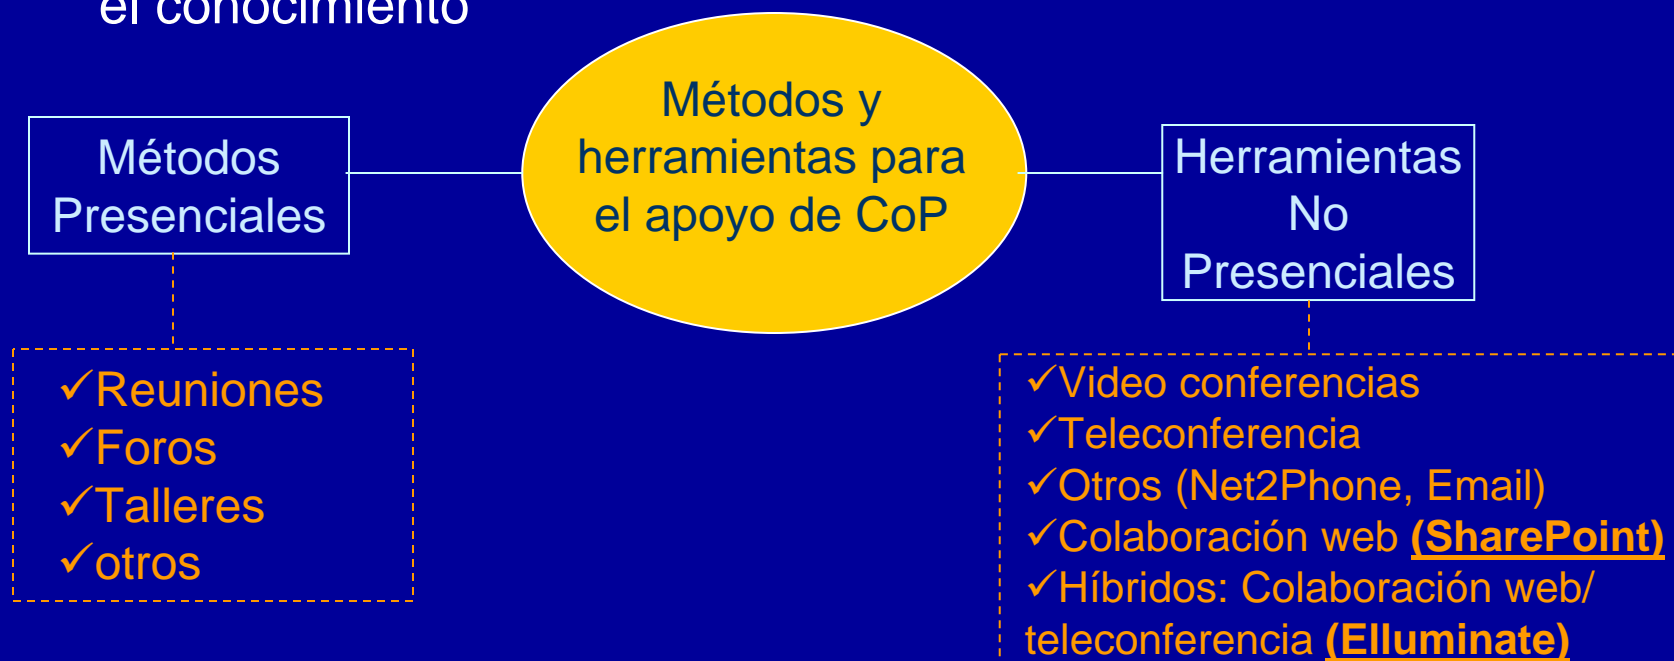 el conocimiento
Métodos y
herramientas para
el apoyo de CoP
Métodos
Presenciales
Herramientas
No
Presenciales
✓Reuniones
✓Foros
✓Talleres
✓otros
✓Video conferencias
✓Teleconferencia
✓Otros (Net2Phone, Email)
✓Colaboración web (SharePoint)
✓Híbridos: Colaboración web/
teleconferencia (Elluminate)